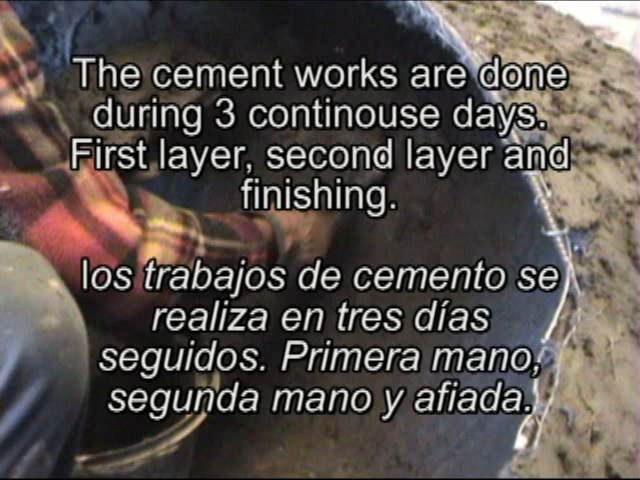 The cement works are done
during 3 continouse days.
First layer, second layer and
finishing.
los trabajos de cemento se
realiza en tres días
seguidos. Primera mano,
segunda mano y afiada.